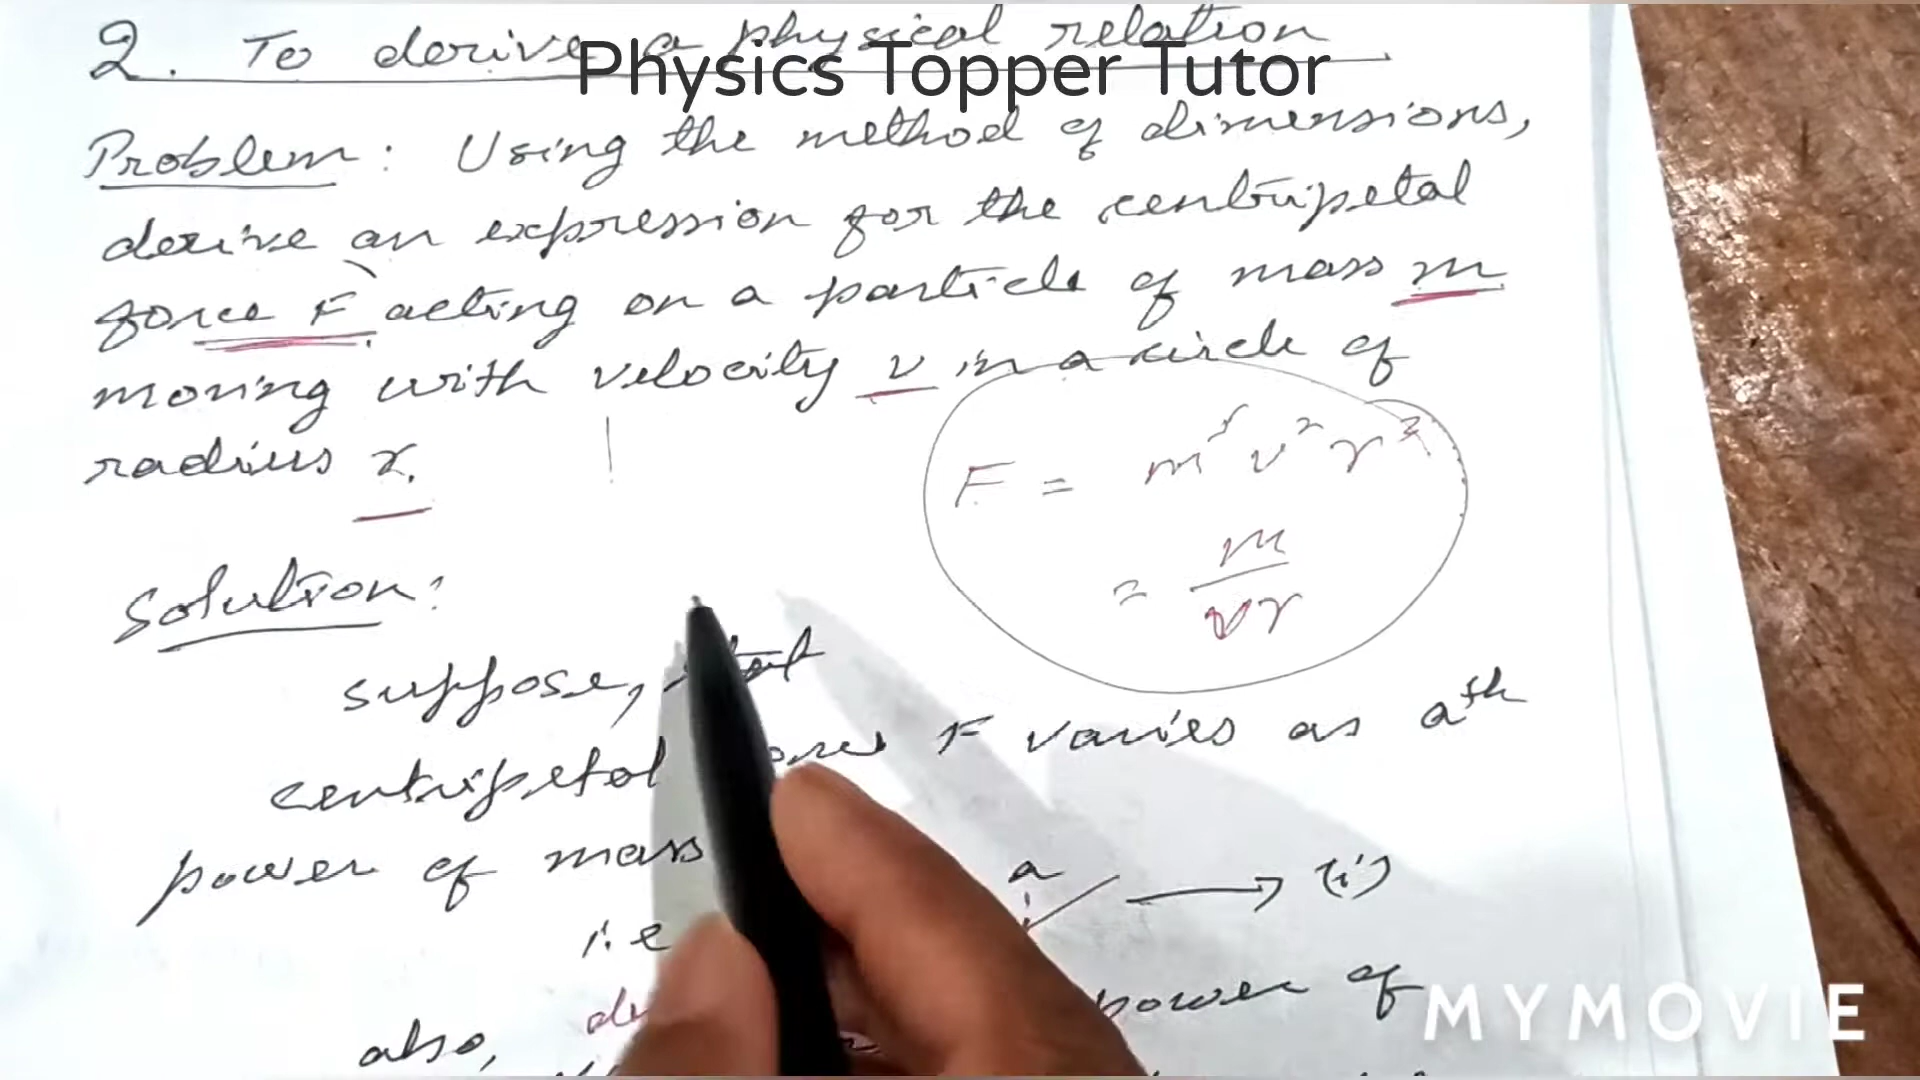 2. To derive a physical relation
Physics Topper Tutor
Problem: Using the method of dimensions,
derive an expression for the centripetal
force F acting on a particle of mass m
moving with velocity v in a circle of
radius r.
F = m v² r
= m
vr
Solution:
suppose,
centripetal F varies as aᵗʰ
power of mass
i.e
a → (i)
also, power of
MYMOVIE